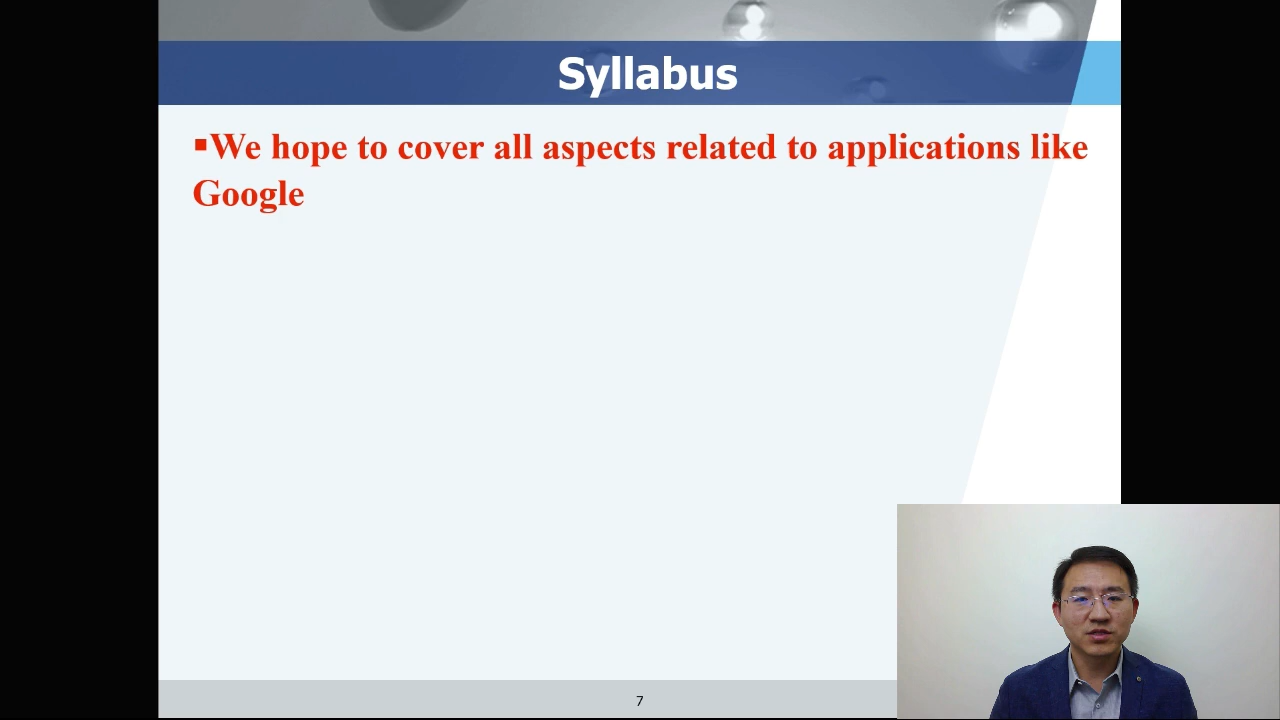 Syllabus
▪We hope to cover all aspects related to applications like
Google
7